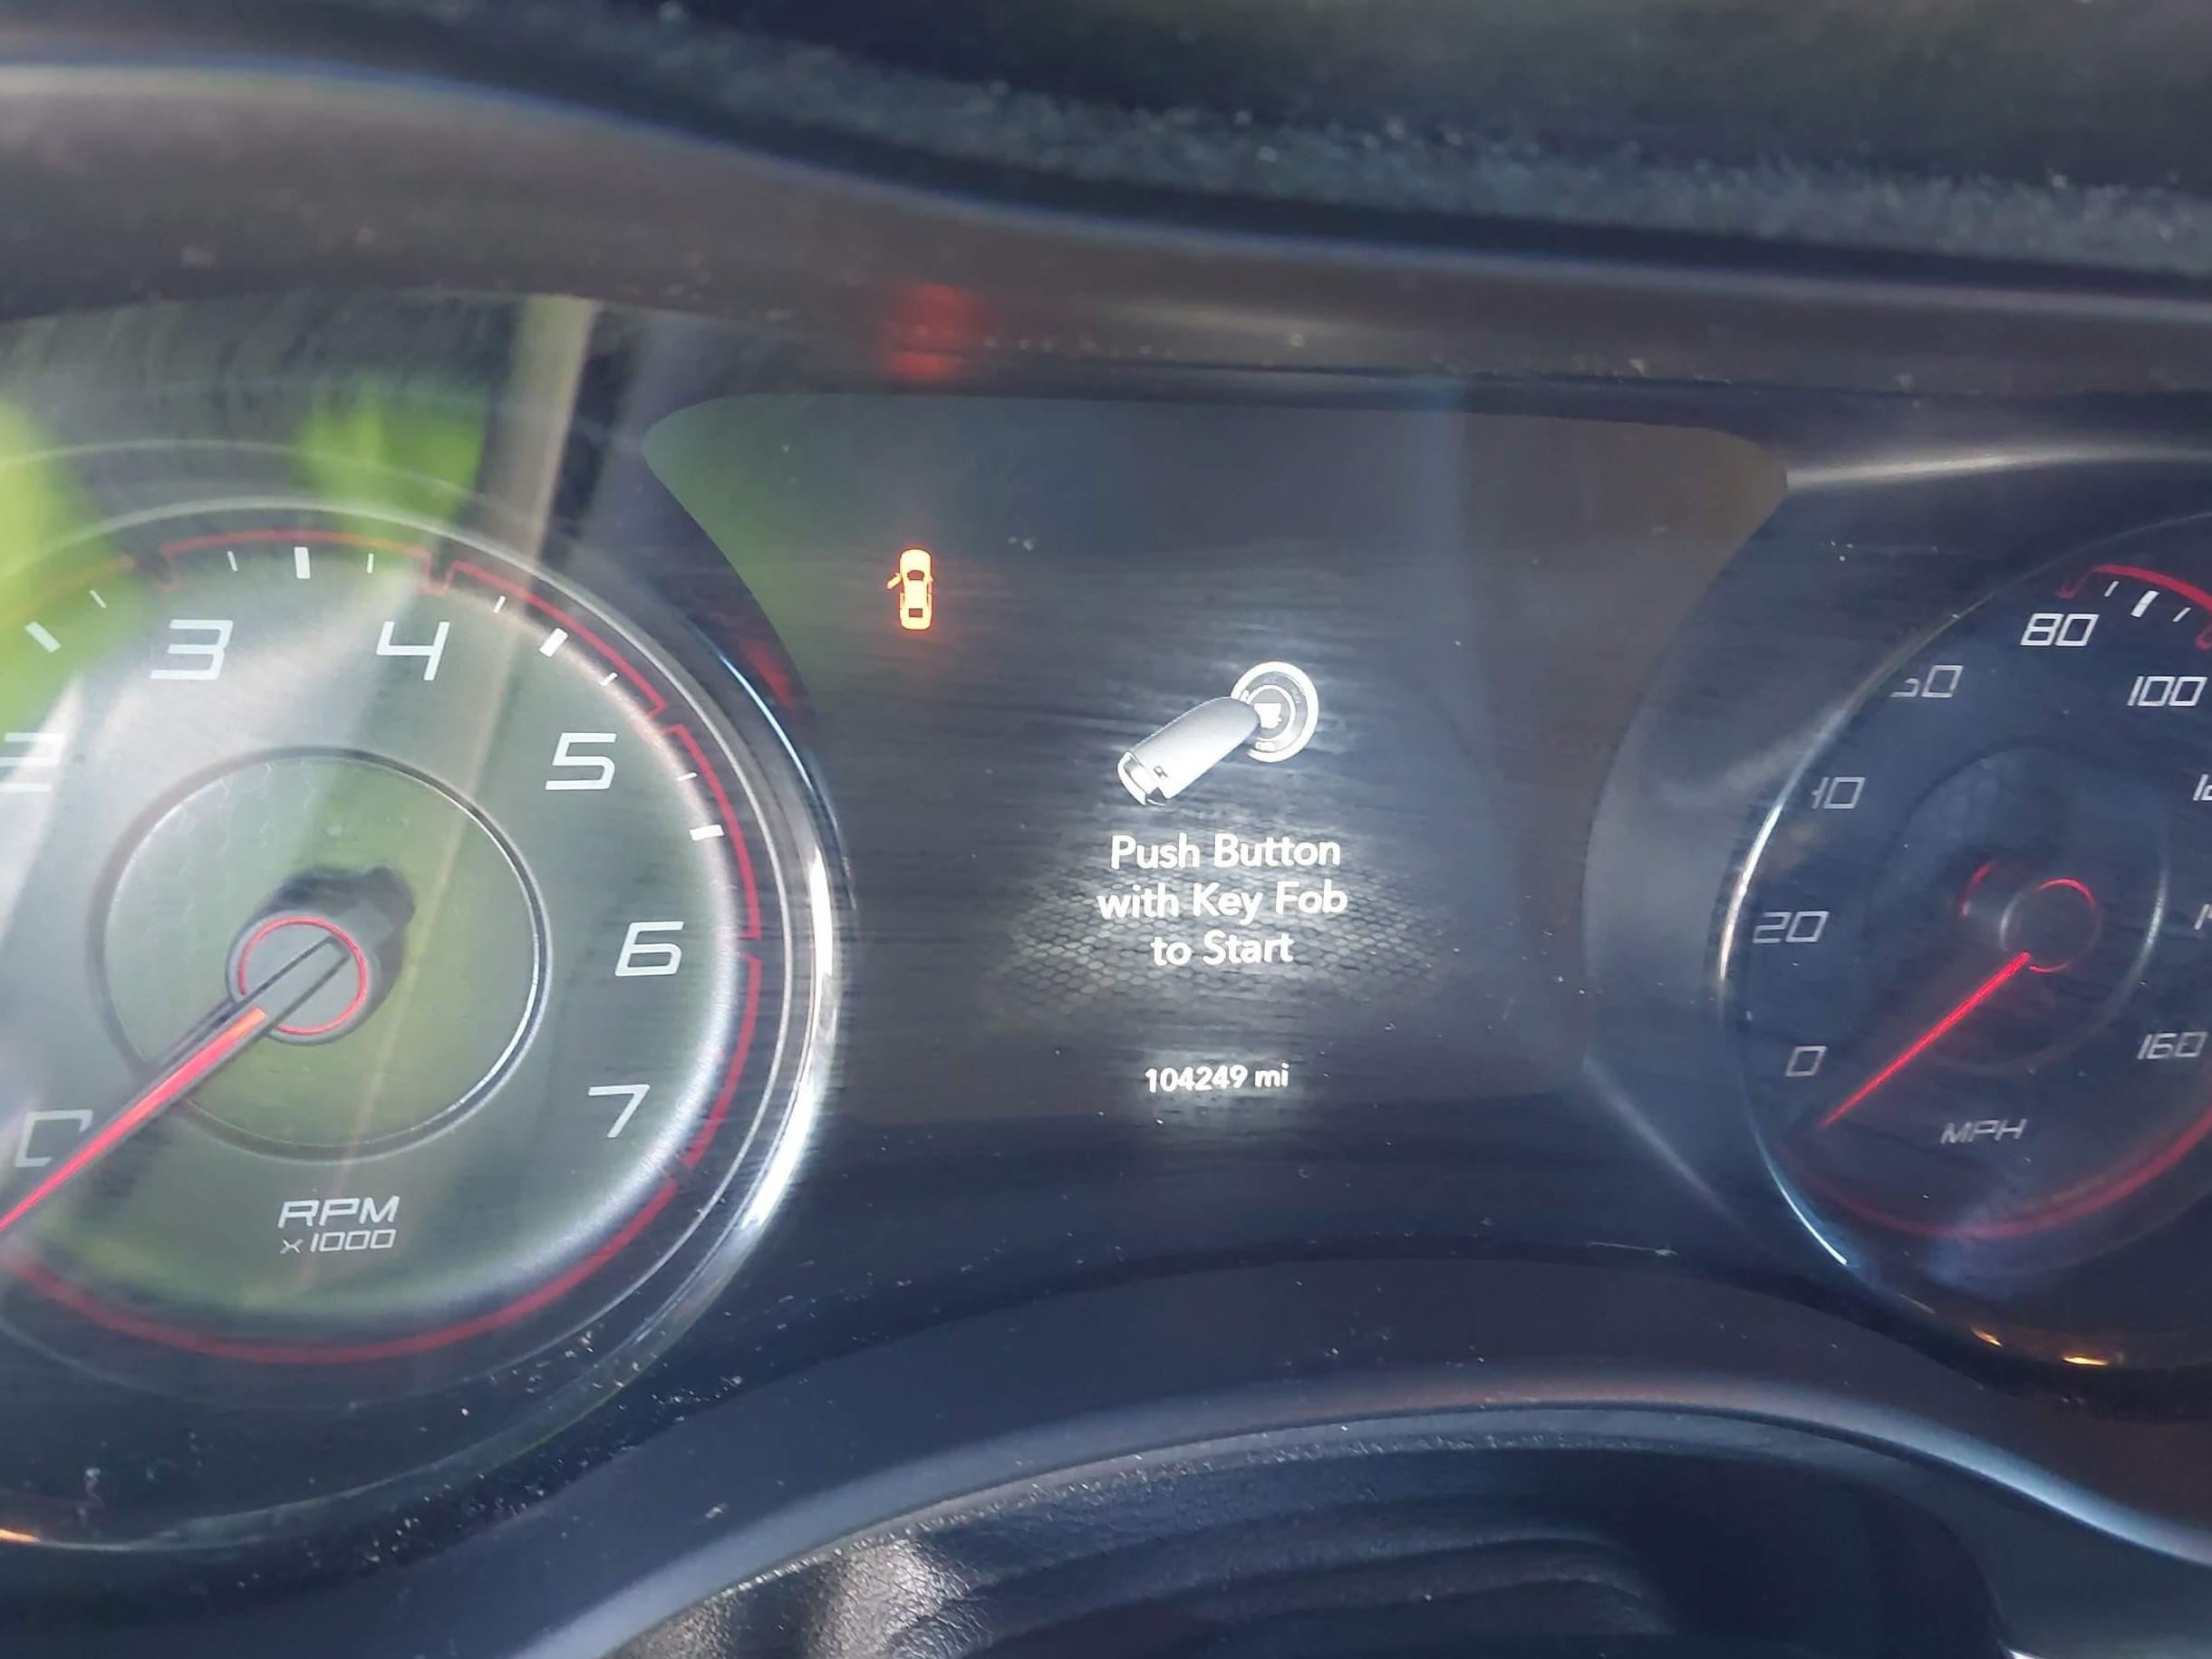 3
4
5
6
7
0
RPM
x1000
Push Button
with Key Fob
to Start
104249 mi
80
100
20
0
160
MPH